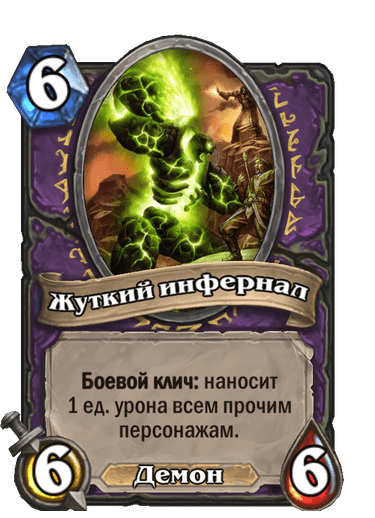 6
Жуткий инфернал
Боевой клич: наносит
1 ед. урона всем прочим
персонажам.
6
Демон
6